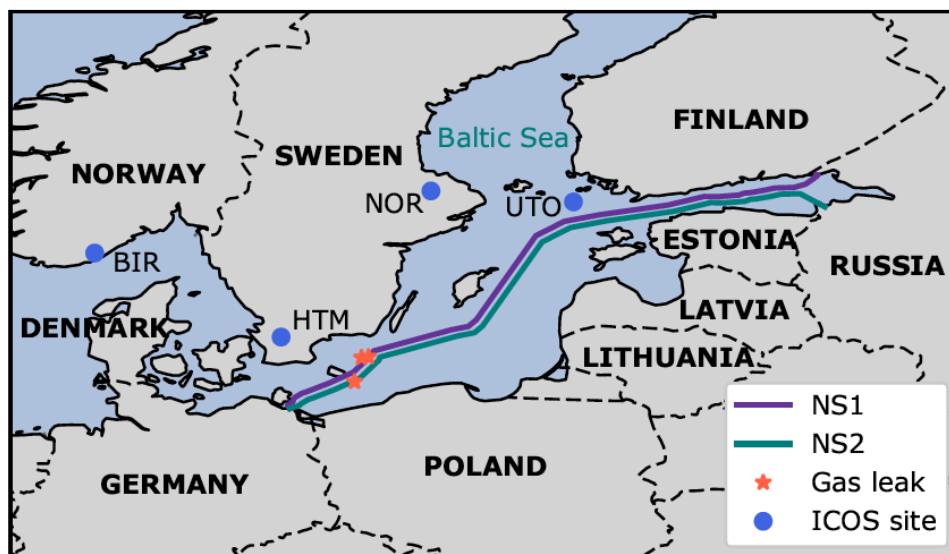 FINLAND
Baltic Sea
SWEDEN
NORWAY
NOR
UTO
ESTONIA
BIR
RUSSIA
LATVIA
HTM
DENMARK
LITHUANIA
NS1
NS2
POLAND
GERMANY
Gas leak
ICOS site